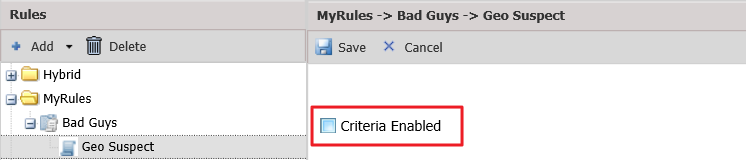 Rules
Add Delete
Hybrid
MyRules
Bad Guys
Geo Suspect
MyRules -> Bad Guys -> Geo Suspect
Save Cancel
Criteria Enabled